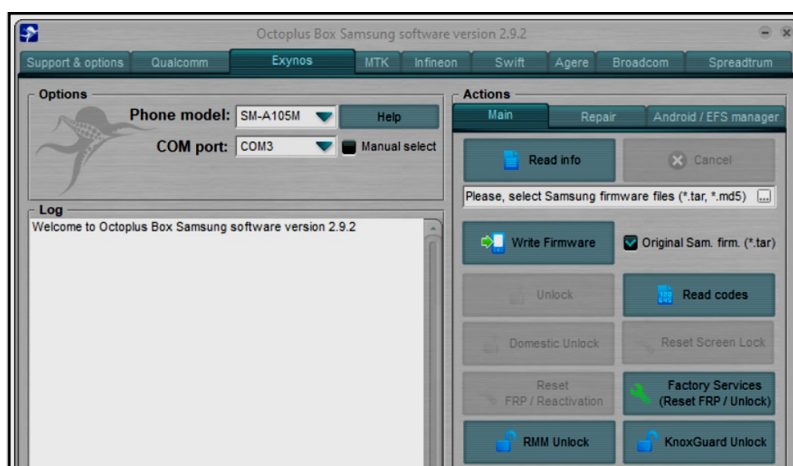 Octoplus Box Samsung software version 2.9.2
Support & options Qualcomm Exynos MTK Infineon Swift Agere Broadcom Spreadtrum
Options
Phone model: SM-A105M Help
COM port: COM3 Manual select
Log
Welcome to Octoplus Box Samsung software version 2.9.2
Actions
Main Repair Android / EFS manager
Read info Cancel
Please, select Samsung firmware files (*.tar, *.md5) ...
Write Firmware Original Sam. firm. (*.tar)
Unlock Read codes
Domestic Unlock Reset Screen Lock
Reset
FRP / Reactivation
Factory Services
(Reset FRP / Unlock)
RMM Unlock KnoxGuard Unlock